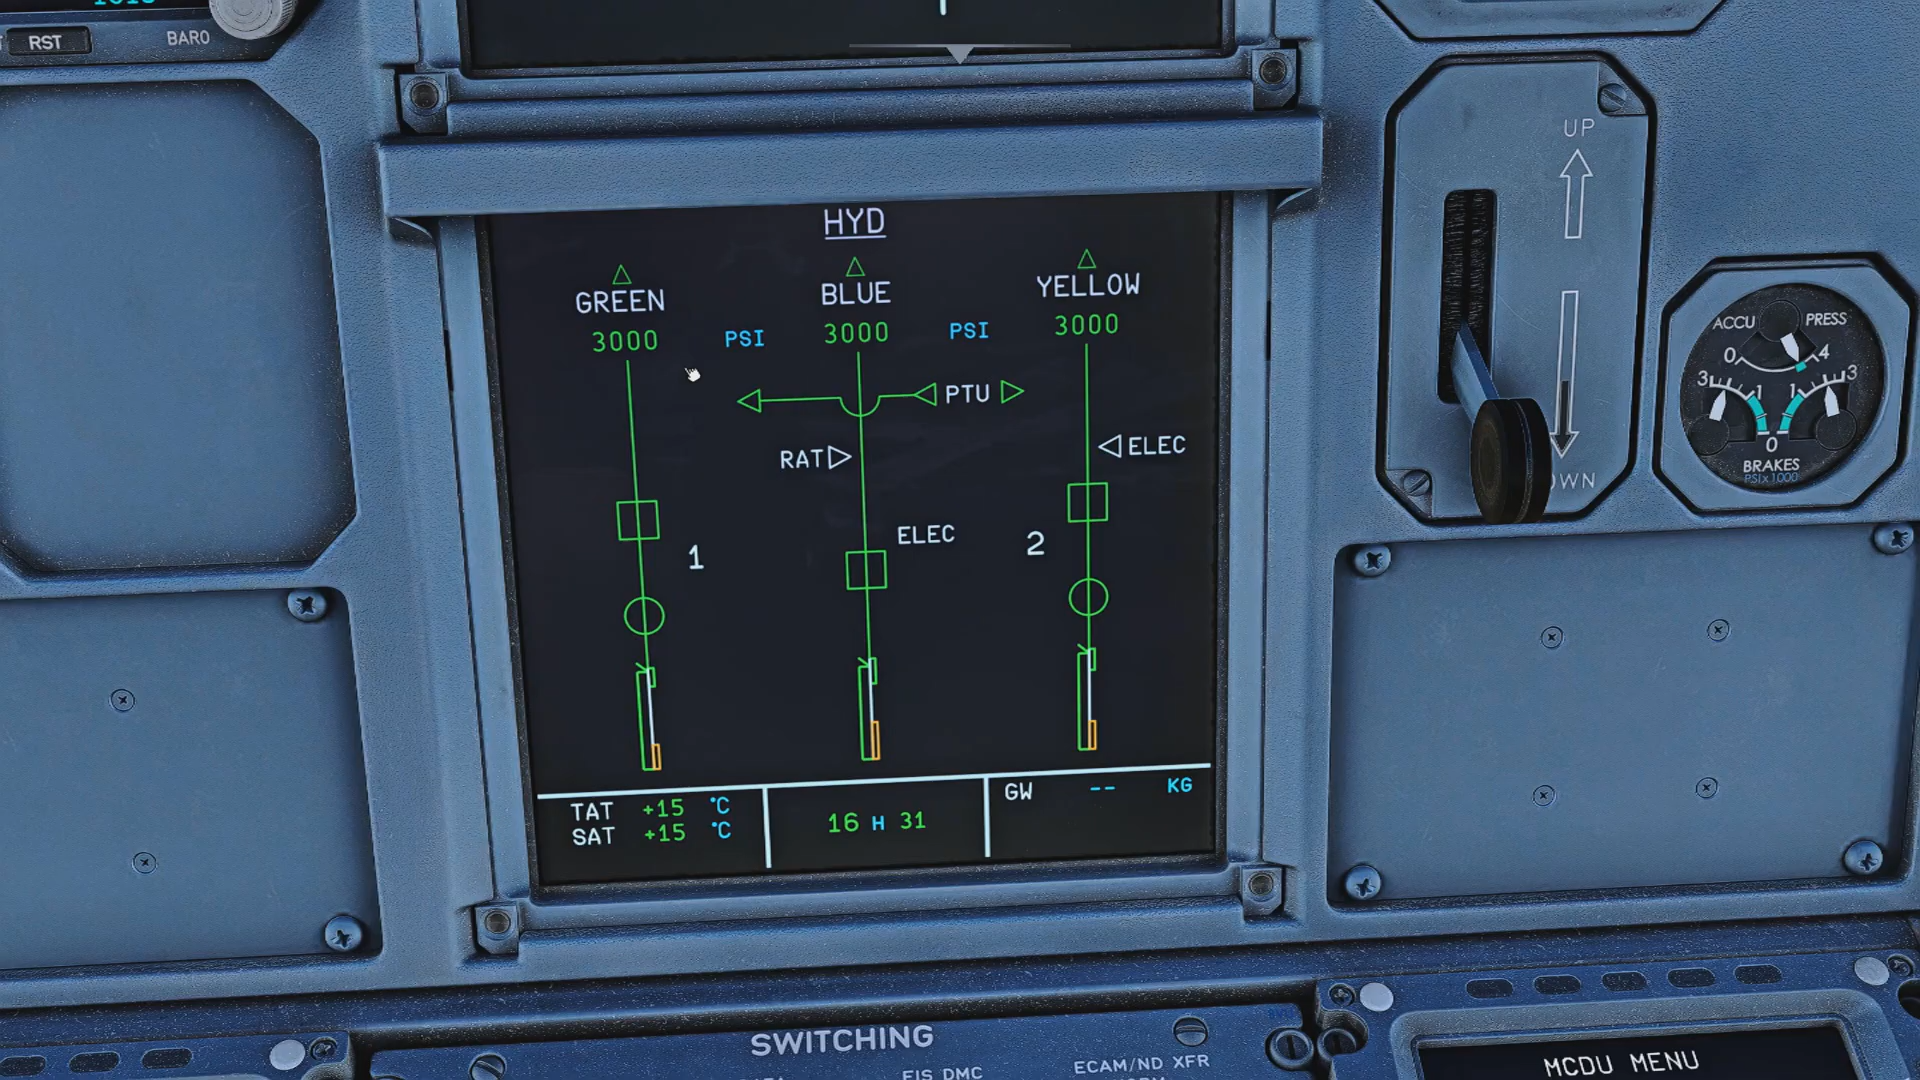 RST
BARO
UP
HYD
GREEN
BLUE
YELLOW
3000
PSI
3000
PSI
3000
ACCU
PRESS
0
4
3
1
1
3
0
BRAKES
PSI x 1000
PTU
RAT
ELEC
ELEC
1
2
TAT +15 °C
SAT +15 °C
16 H 31
GW -- KG
SWITCHING
EIS DMC
ECAM/ND XFR
MCDU MENU